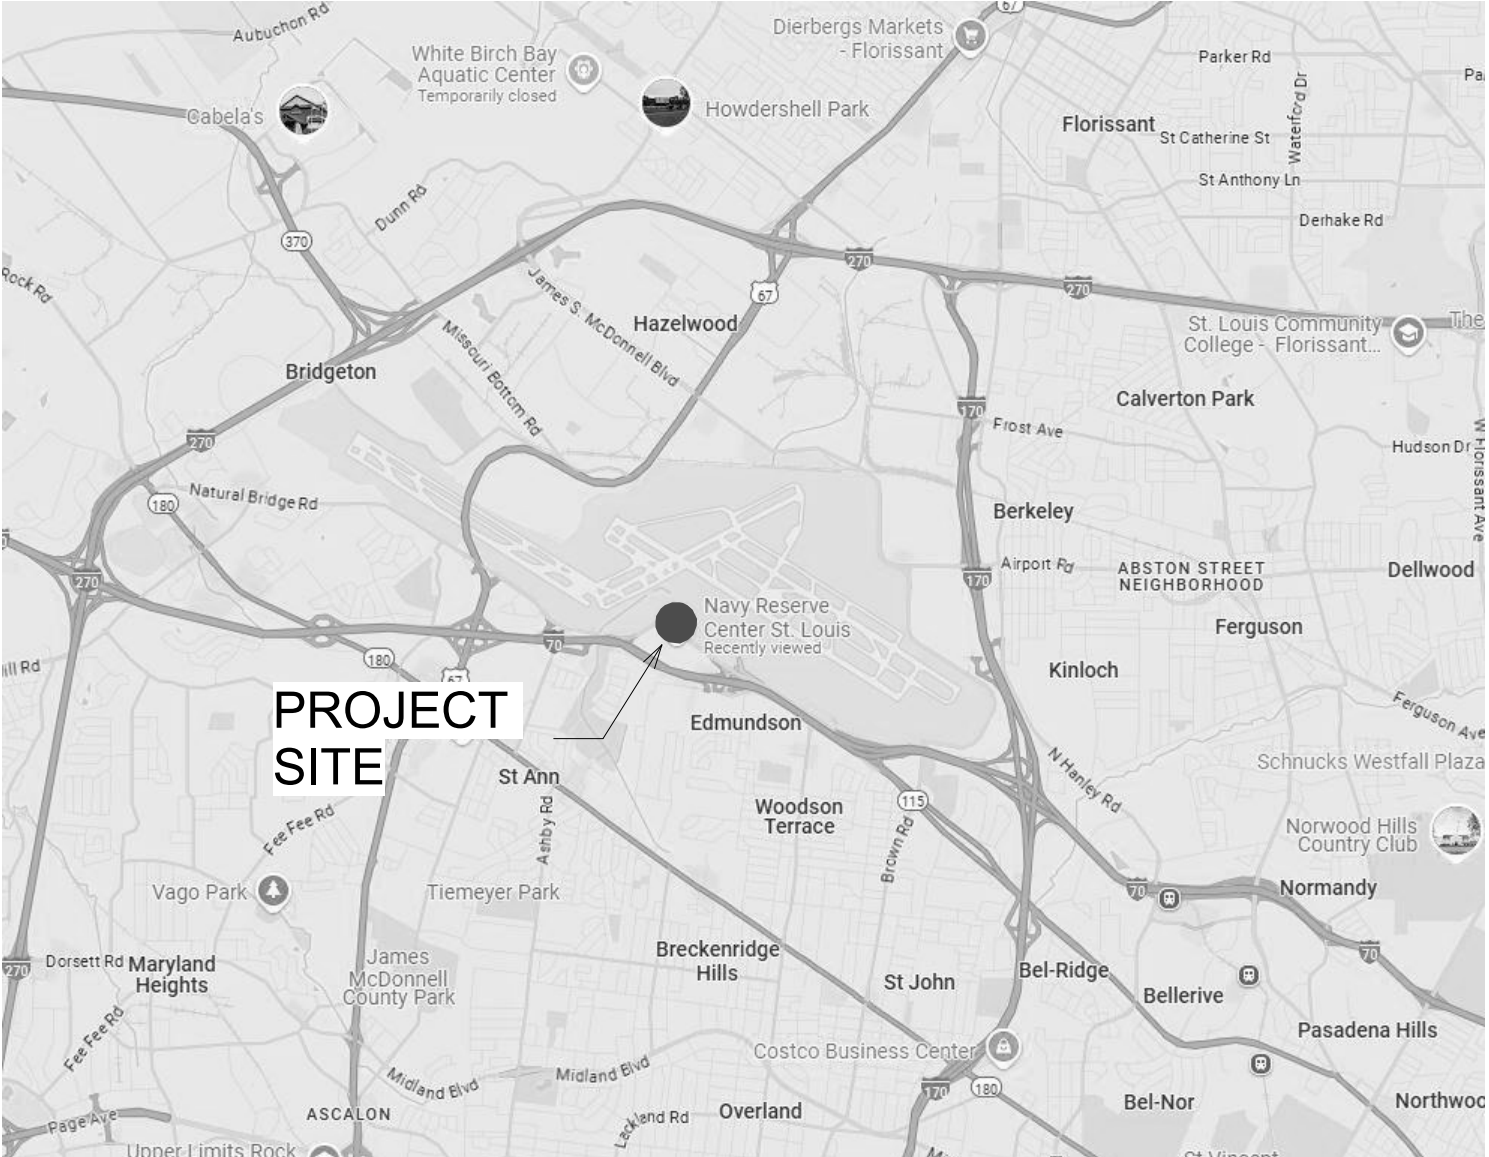 67
Aubuchon Rd
Dierbergs Markets
- Florissant
White Birch Bay
Aquatic Center
Temporarily closed
Parker Rd
Cabela's
Howdershell Park
Waterford Dr
Florissant
St Catherine St
St Anthony Ln
Dunn Rd
Derhake Rd
370
270
Rock Rd
67
270
James S. McDonnell Blvd
Hazelwood
St. Louis Community
College - Florissant...
The
Missouri Bottom Rd
Bridgeton
Calverton Park
170
Frost Ave
270
Hudson Dr
W Florissant Ave
Natural Bridge Rd
180
Berkeley
Airport Rd
ABSTON STREET
NEIGHBORHOOD
Dellwood
270
170
Navy Reserve
Center St. Louis
Recently viewed
Ferguson
70
180
ill Rd
Kinloch
67
PROJECT
SITE
Edmundson
Ferguson Ave
St Ann
N Hanley Rd
Schnucks Westfall Plaza
Woodson
Terrace
115
Fee Fee Rd
Ashby Rd
Brown Rd
Norwood Hills
Country Club
Vago Park
Tiemeyer Park
70
Normandy
Breckenridge
Hills
70
270
Dorsett Rd
Maryland
Heights
James
McDonnell
County Park
St John
Bel-Ridge
Bellerive
Fee Fee Rd
Pasadena Hills
Costco Business Center
Midland Blvd
Midland Blvd
170
180
Page Ave
ASCALON
Lackland Rd
Overland
Bel-Nor
Northwoo
Upper Limits Rock
St Vincent